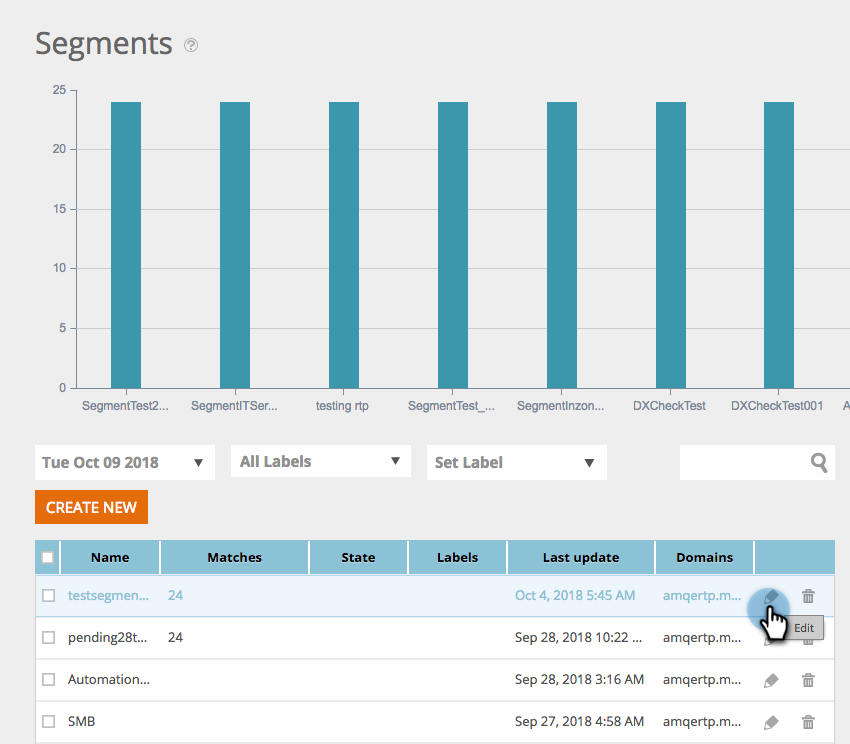 Segments ?
25
20
15
10
5
0
SegmentTest2... SegmentITSer... testing rtp SegmentTest_... SegmentInzon... DXCheckTest DXCheckTest001 A
Tue Oct 09 2018 All Labels Set Label
CREATE NEW
Name Matches State Labels Last update Domains
testsegmen... 24 Oct 4, 2018 5:45 AM amqertp.m...
Edit
pending28t... 24 Sep 28, 2018 10:22 ... amqertp.m...
Automation... Sep 28, 2018 3:16 AM amqertp.m...
SMB Sep 27, 2018 4:58 AM amqertp.m...